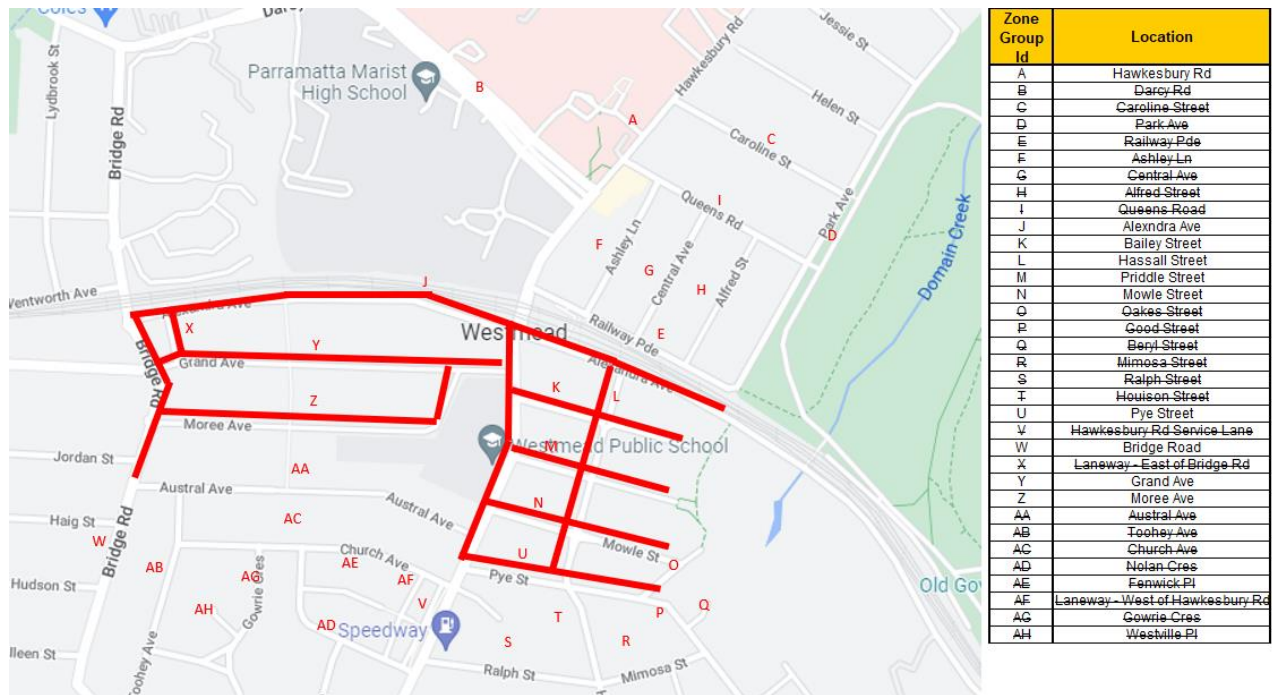 Coles
Darcy
Jessie St
Hawkesbury Rd
Lydbrook St
Parramatta Marist
High School
B
Helen St
A
C
Caroline St
Bridge Rd
I
Queens Rd
Park Ave
D
F
Ashley Ln
G
Central Ave
H
Alfred St
Domain Creek
J
Wentworth Ave
Alexandra Ave
X
Westmead
Railway Pde
E
Y
Bridge Rd
Grand Ave
Alexandra Ave
K
L
Z
Moree Ave
M
Westmead Public School
Jordan St
AA
Austral Ave
N
Haig St
AC
Austral Ave
W
Church Ave
Mowle St
AB
AE
U
O
Bridge Rd
AG
AF
Pye St
Hudson St
Gowrie Cres
Old Gov
AH
V
T
P
Q
AD
Speedway
S
R
lleen St
Toohey Ave
Ralph St
Mimosa St
Zone Group Id Location
A Hawkesbury Rd
B Darcy Rd
C Caroline Street
D Park Ave
E Railway Pde
F Ashley Ln
G Central Ave
H Alfred Street
I Queens Road
J Alexndra Ave
K Bailey Street
L Hassall Street
M Priddle Street
N Mowle Street
O Oakes Street
P Good Street
Q Beryl Street
R Mimosa Street
S Ralph Street
T Houison Street
U Pye Street
V Hawkesbury Rd Service Lane
W Bridge Road
X Laneway - East of Bridge Rd
Y Grand Ave
Z Moree Ave
AA Austral Ave
AB Toohey Ave
AC Church Ave
AD Nolan Cres
AE Fenwick Pl
AF Laneway - West of Hawkesbury Rd
AG Gowrie Cres
AH Westville Pl